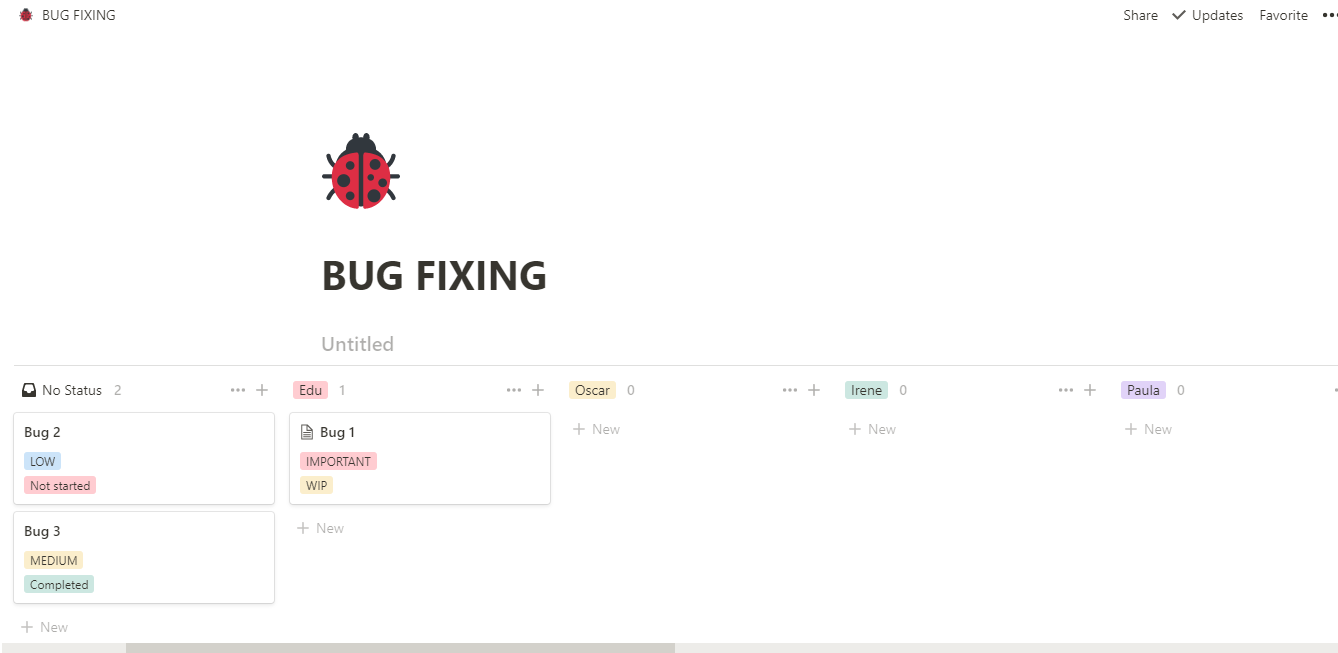 BUG FIXING
Share Updates Favorite
BUG FIXING
Untitled
No Status 2
Bug 2
LOW
Not started
Bug 3
MEDIUM
Completed
New
Edu 1
Bug 1
IMPORTANT
WIP
New
Oscar 0
New
Irene 0
New
Paula 0
New